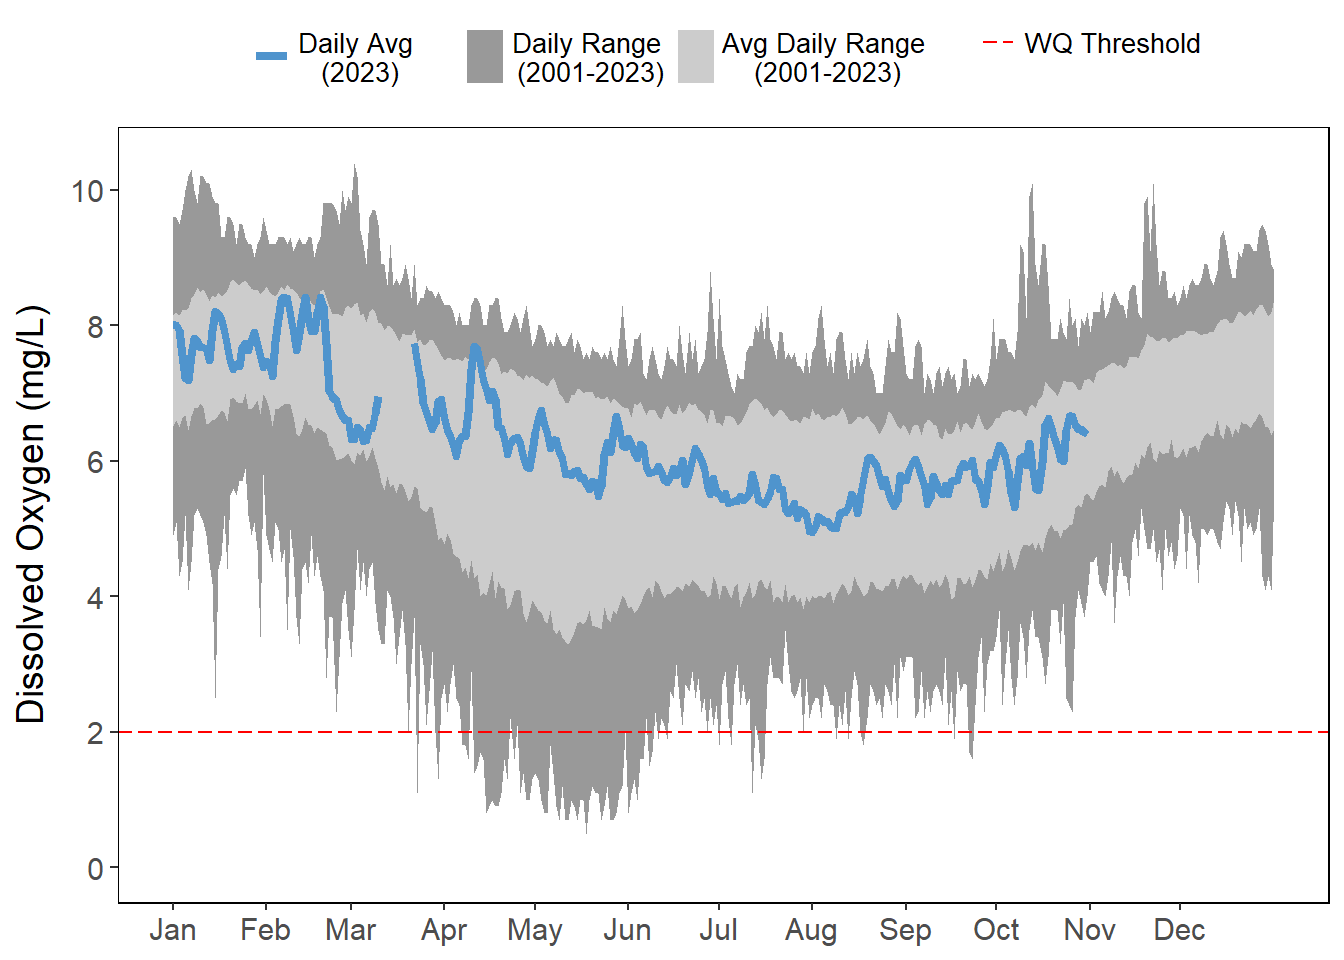 Daily Avg
(2023)
Daily Range
(2001-2023)
Avg Daily Range
(2001-2023)
WQ Threshold
Dissolved Oxygen (mg/L)
10
8
6
4
2
0
Jan Feb Mar Apr May Jun Jul Aug Sep Oct Nov Dec